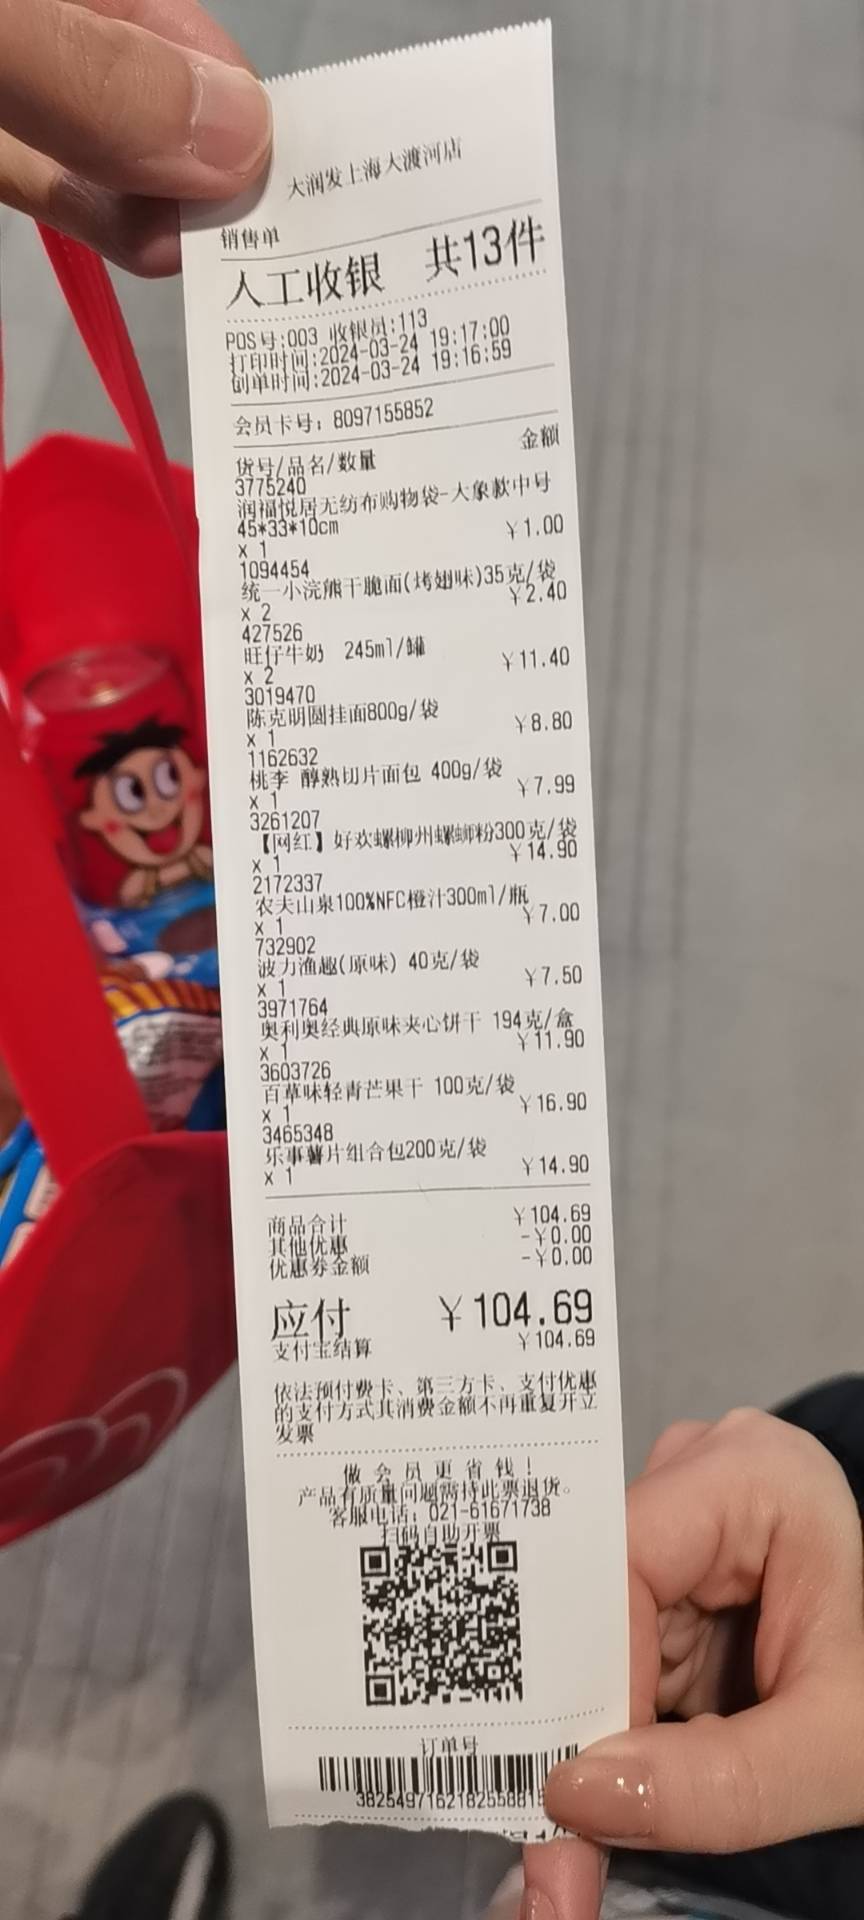 大润发上海大渡河店
销售单
人工收银 共13件
POS号:003 收银员:113
打印时间:2024-03-24 19:17:00
创单时间:2024-03-24 19:16:59
会员卡号: 8097155852
货号/品名/数量 金额
3775240
润福悦居无纺布购物袋-大象款中号
45*33*10cm ￥1.00
x 1
1094454
统一小浣熊干脆面(烤翅味)35克/袋
x 2 ￥2.40
427526
旺仔牛奶 245ml/罐
x 2 ￥11.40
3019470
陈克明圆挂面800g/袋
x 1 ￥8.80
1162632
桃李 醇熟切片面包 400g/袋
x 1 ￥7.99
3261207
【网红】好欢螺柳州螺蛳粉300克/袋
x 1 ￥14.90
2172337
农夫山泉100%NFC橙汁300ml/瓶
x 1 ￥7.00
732902
波力渔趣(原味) 40克/袋
x 1 ￥7.50
3971764
奥利奥经典原味夹心饼干 194克/盒
x 1 ￥11.90
3603726
百草味轻青芒果干 100克/袋
x 1 ￥16.90
3465348
乐事薯片组合包200克/袋
x 1 ￥14.90
商品合计 ￥104.69
其他优惠 -￥0.00
优惠券金额 -￥0.00
应付 ￥104.69
支付宝结算 ￥104.69
依法预付费卡、第三方卡、支付优惠
的支付方式其消费金额不再重复开立
发票
做会员更省钱!
产品有质量问题需持此票退货。
客服电话: 021-61671738
扫码自助开票
订单号